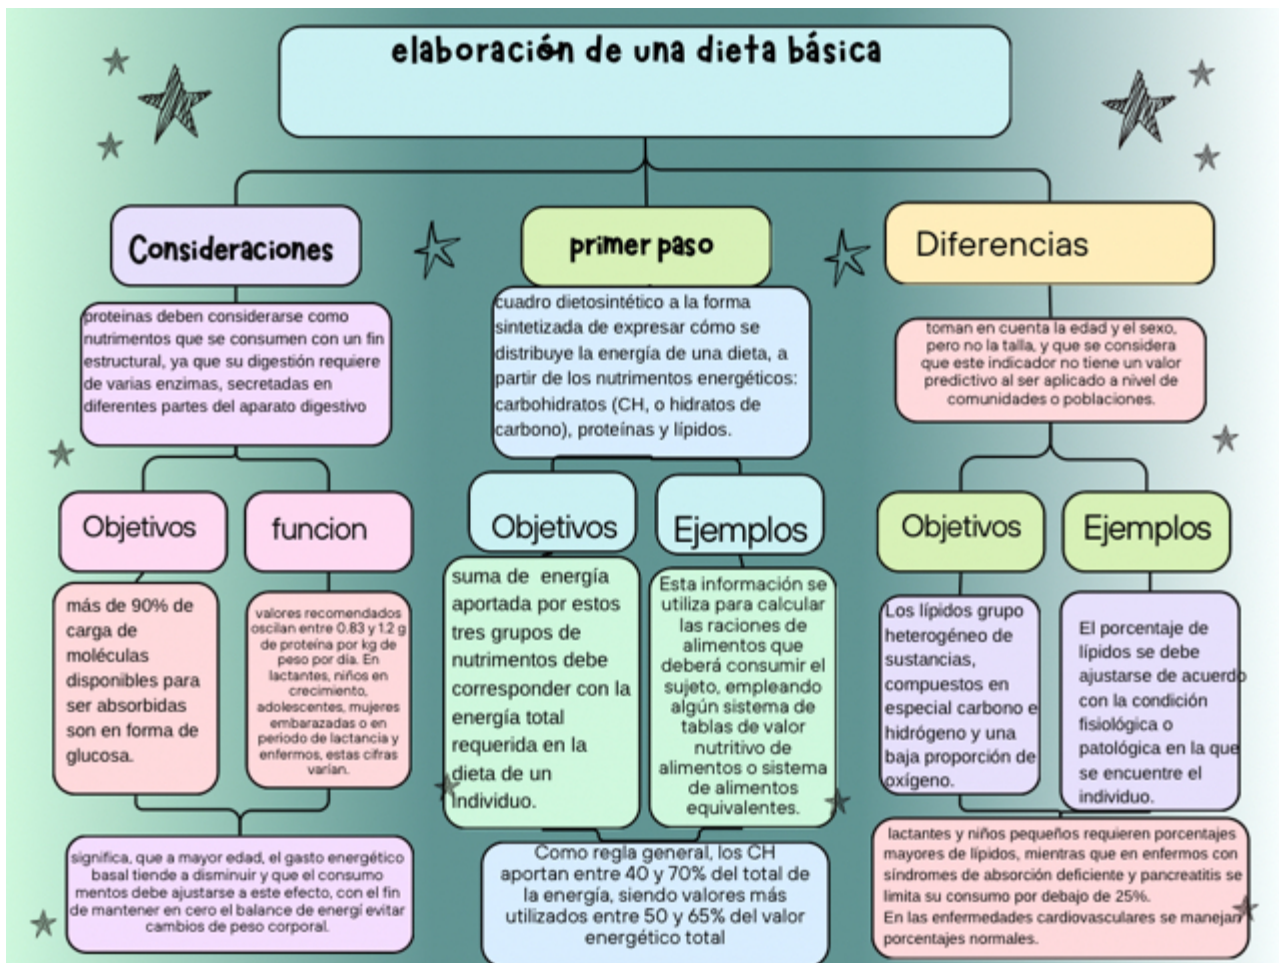 elaboración de una dieta básica
Consideraciones
proteinas deben considerarse como
nutrimentos que se consumen con un fin
estructural, ya que su digestión requiere
de varias enzimas, secretadas en
diferentes partes del aparato digestivo
Objetivos
más de 90% de
carga de
moléculas
disponibles para
ser absorbidas
son en forma de
glucosa.
funcion
valores recomendados
oscilan entre 0.83 y 1.2 g
de proteína por kg de
peso por día. En
lactantes, niños en
crecimiento,
adolescentes, mujeres
embarazadas o en
periodo de lactancia y
enfermos, estas cifras
varían.
significa, que a mayor edad, el gasto energético
basal tiende a disminuir y que el consumo
mentos debe ajustarse a este efecto, con el fin
de mantener en cero el balance de energí evitar
cambios de peso corporal.
primer paso
cuadro dietosintético a la forma
sintetizada de expresar cómo se
distribuye la energía de una dieta, a
partir de los nutrimentos energéticos:
carbohidratos (CH, o hidratos de
carbono), proteínas y lípidos.
Objetivos
suma de energía
aportada por estos
tres grupos de
nutrimentos debe
corresponder con la
energía total
requerida en la
dieta de un
individuo.
Ejemplos
Esta información se
utiliza para calcular
las raciones de
alimentos que
deberá consumir el
sujeto, empleando
algún sistema de
tablas de valor
nutritivo de
alimentos o sistema
de alimentos
equivalentes.
Como regla general, los CH
aportan entre 40 y 70% del total de
la energía, siendo valores más
utilizados entre 50 y 65% del valor
energético total
Diferencias
toman en cuenta la edad y el sexo,
pero no la talla, y que se considera
que este indicador no tiene un valor
predictivo al ser aplicado a nivel de
comunidades o poblaciones.
Objetivos
Los lípidos grupo
heterogéneo de
sustancias,
compuestos en
especial carbono e
hidrógeno y una
baja proporción de
oxígeno.
Ejemplos
El porcentaje de
lípidos se debe
ajustarse de acuerdo
con la condición
fisiológica o
patológica en la que
se encuentre el
individuo.
lactantes y niños pequeños requieren porcentajes
mayores de lípidos, mientras que en enfermos con
síndromes de absorción deficiente y pancreatitis se
limita su consumo por debajo de 25%.
En las enfermedades cardiovasculares se manejan
porcentajes normales.